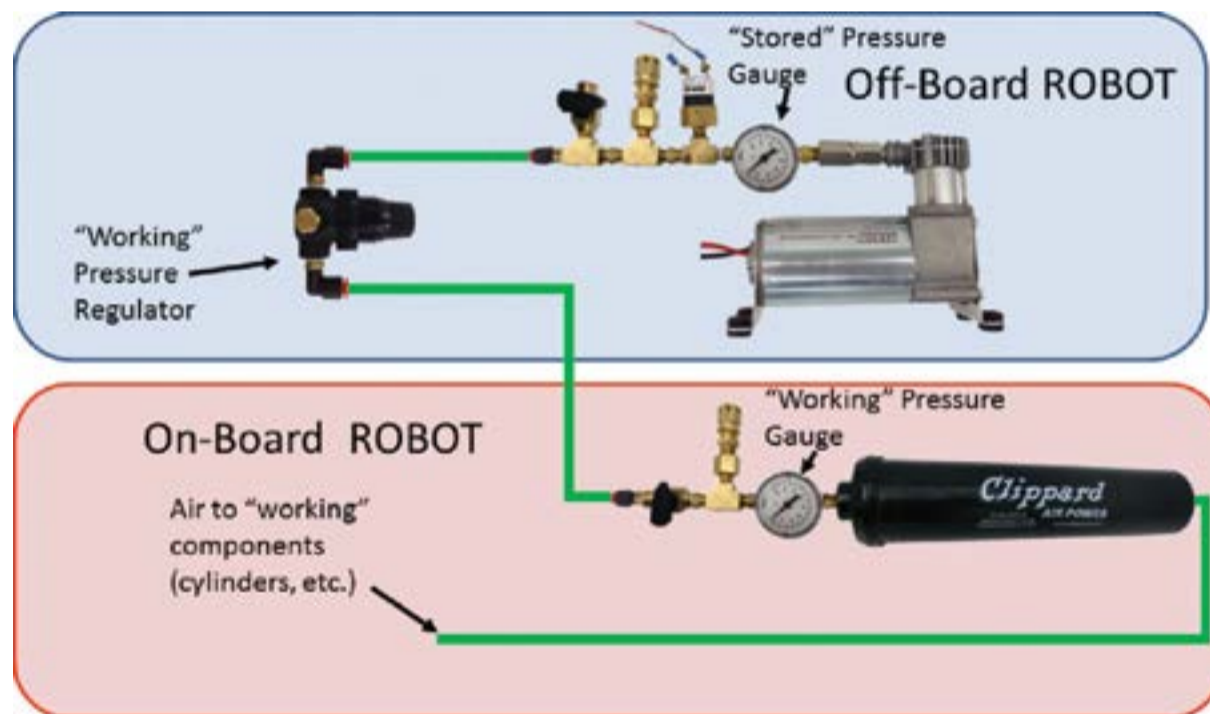 "Stored" Pressure
Gauge
Off-Board ROBOT
"Working"
Pressure
Regulator
On-Board ROBOT
"Working" Pressure
Gauge
Air to "working"
components
(cylinders, etc.)
Clippard
AIR POWER